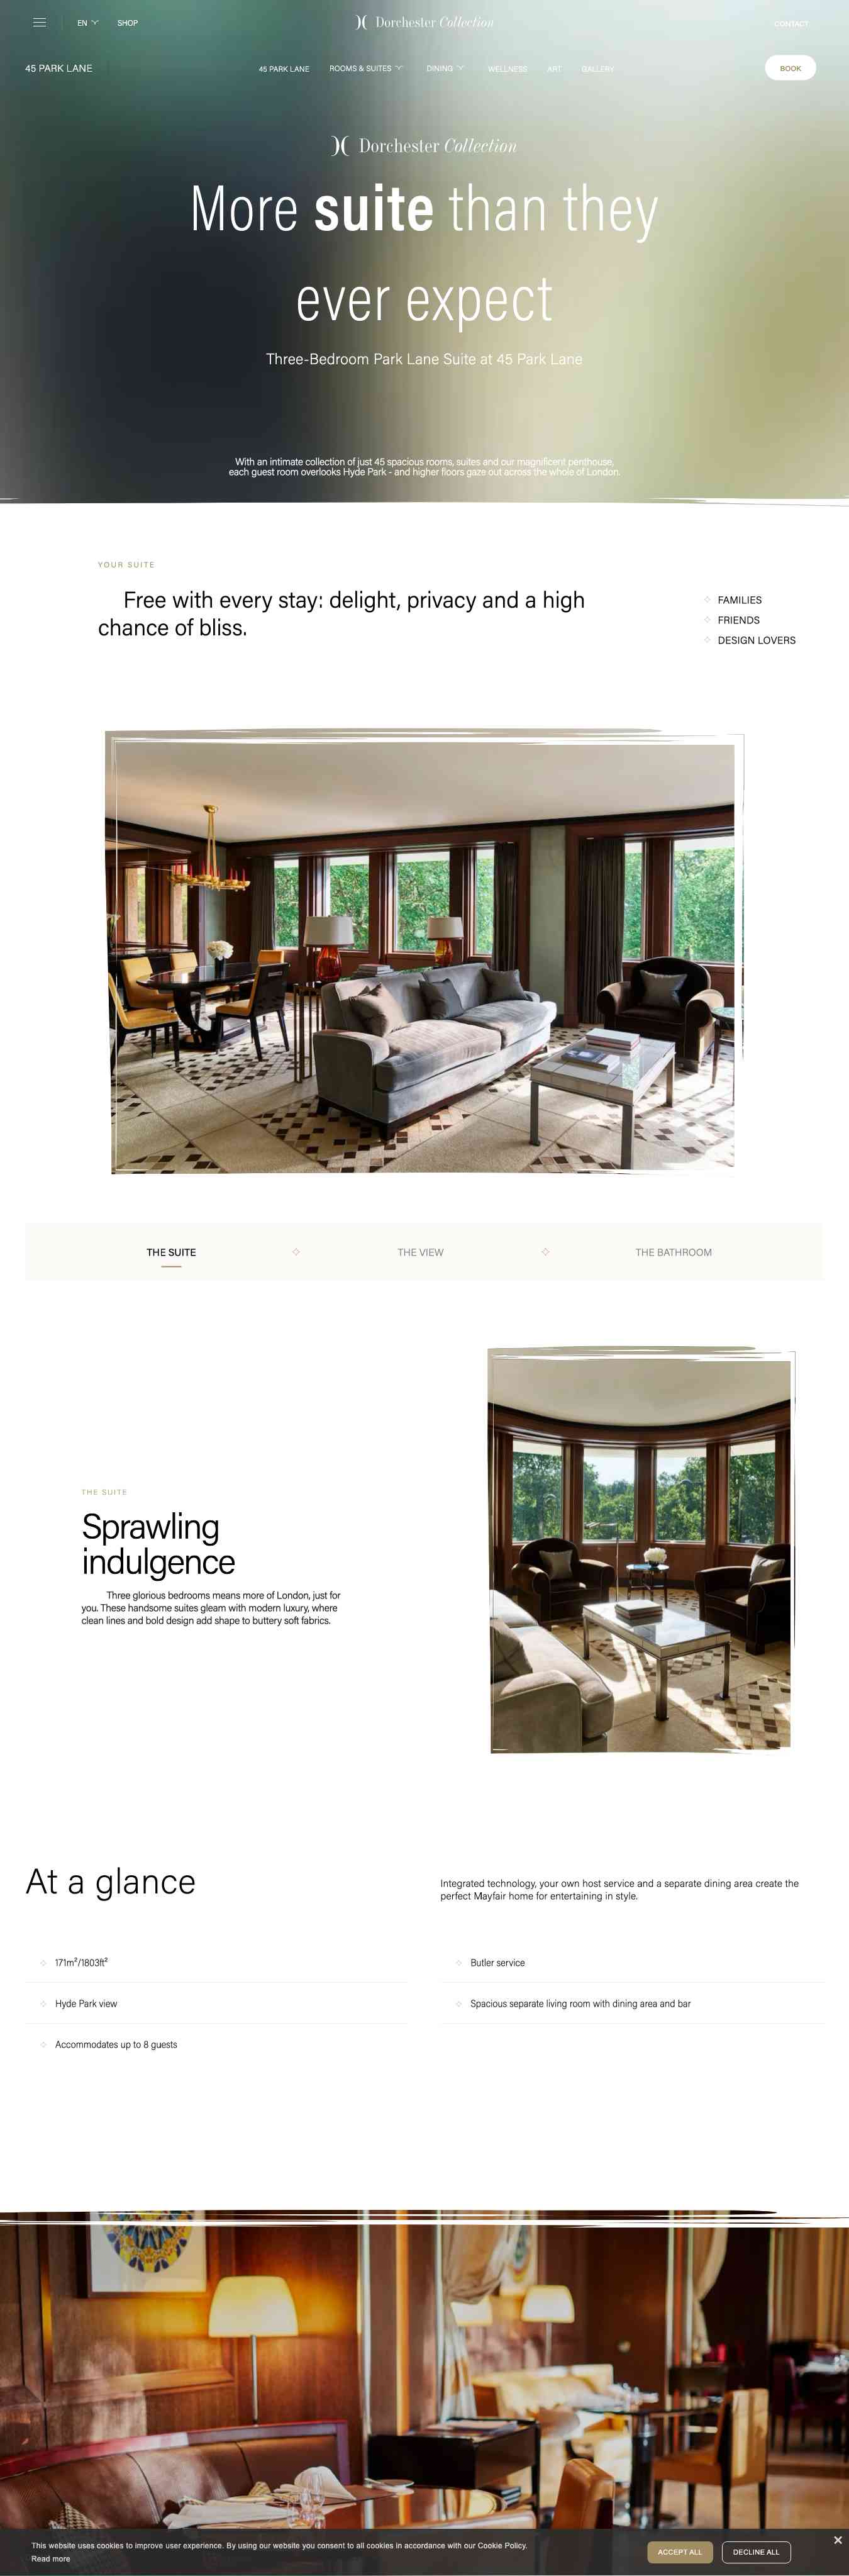 EN SHOP Dorchester Collection CONTACT
45 PARK LANE 45 PARK LANE ROOMS & SUITES DINING WELLNESS ART GALLERY BOOK
Dorchester Collection
More suite than they
ever expect
Three-Bedroom Park Lane Suite at 45 Park Lane
With an intimate collection of just 45 spacious rooms, suites and our magnificent penthouse,
each guest room overlooks Hyde Park - and higher floors gaze out across the whole of London.
YOUR SUITE
Free with every stay: delight, privacy and a high
chance of bliss.
FAMILIES
FRIENDS
DESIGN LOVERS
THE SUITE THE VIEW THE BATHROOM
THE SUITE
Sprawling
indulgence
Three glorious bedrooms means more of London, just for
you. These handsome suites gleam with modern luxury, where
clean lines and bold design add shape to buttery soft fabrics.
At a glance
Integrated technology, your own host service and a separate dining area create the
perfect Mayfair home for entertaining in style.
171m²/1803ft²
Hyde Park view
Accommodates up to 8 guests
Butler service
Spacious separate living room with dining area and bar
This website uses cookies to improve user experience. By using our website you consent to all cookies in accordance with our Cookie Policy.
Read more
ACCEPT ALL DECLINE ALL